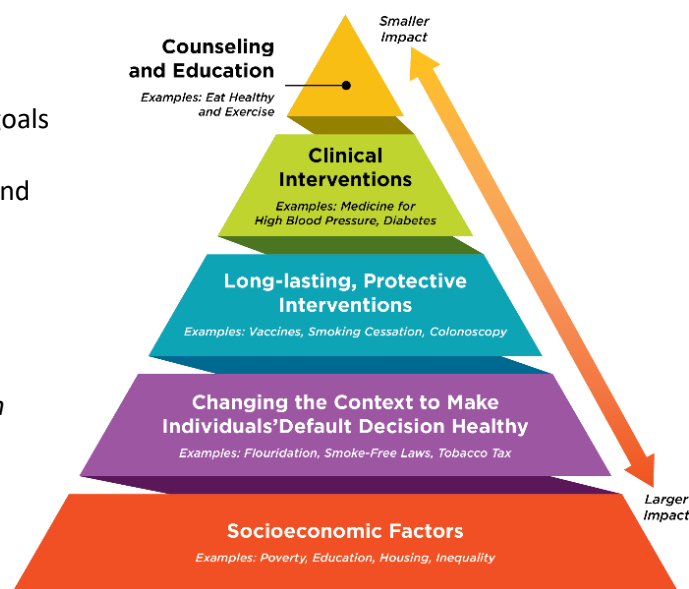 Smaller
Impact
Counseling
and Education
Examples: Eat Healthy
and Exercise
goals
Clinical
Interventions
Examples: Medicine for
High Blood Pressure, Diabetes
nd
Long-lasting, Protective
Interventions
Examples: Vaccines, Smoking Cessation, Colonoscopy
Changing the Context to Make
Individuals’Default Decision Healthy
Examples: Flouridation, Smoke-Free Laws, Tobacco Tax
Larger
Impact
Socioeconomic Factors
Examples: Poverty, Education, Housing, Inequality